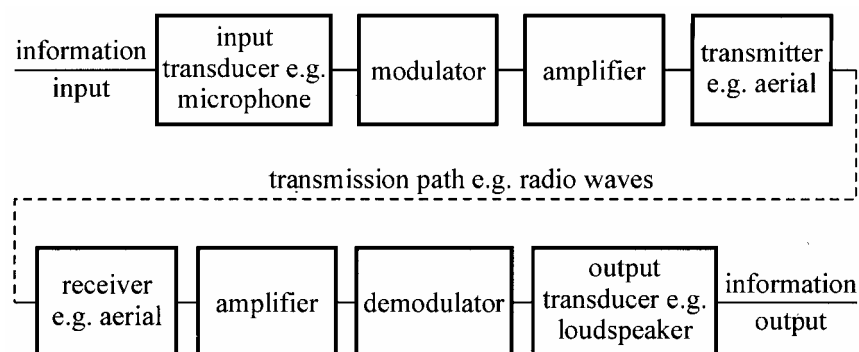 information
input
input
transducer e.g.
microphone
modulator
amplifier
transmitter
e.g. aerial
transmission path e.g. radio waves
receiver
e.g. aerial
amplifier
demodulator
output
transducer e.g.
loudspeaker
information
output